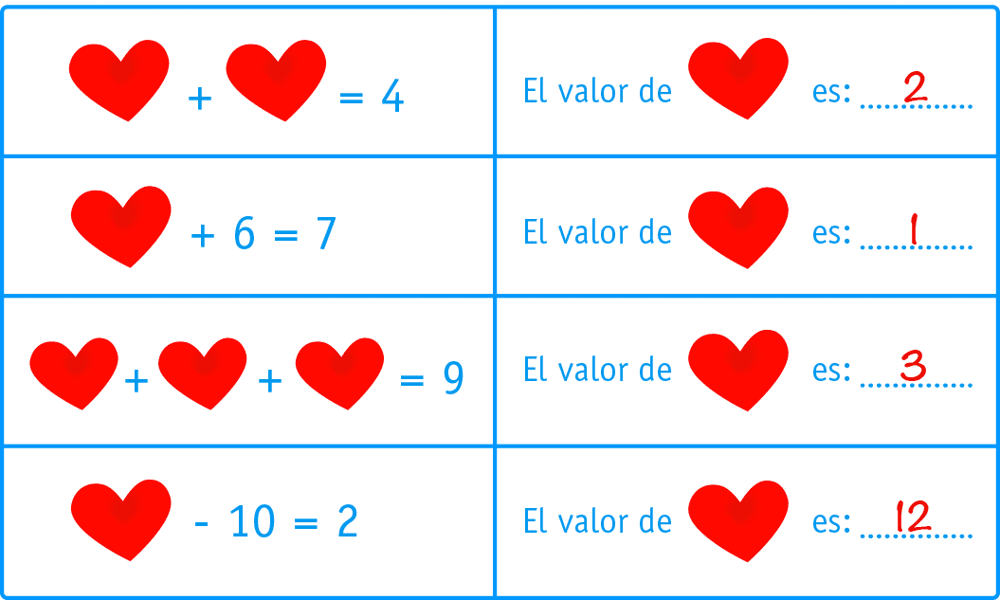 + = 4 El valor de es: 2
+ 6 = 7 El valor de es: 1
+ + = 9 El valor de es: 3
- 10 = 2 El valor de es: 12